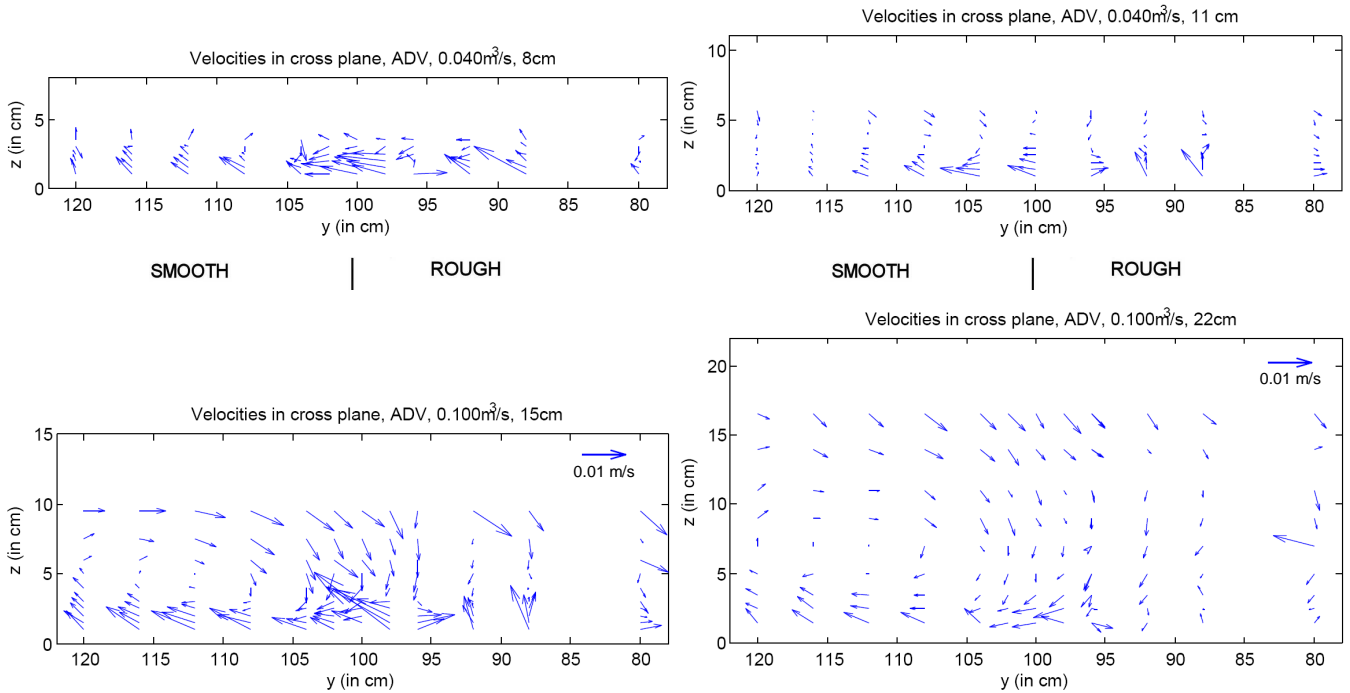 Velocities in cross plane, ADV, 0.040m³/s, 8cm
z (in cm)
5
0
120 115 110 105 100 95 90 85 80
y (in cm)
Velocities in cross plane, ADV, 0.040m³/s, 11 cm
z (in cm)
10
5
0
120 115 110 105 100 95 90 85 80
y (in cm)
SMOOTH | ROUGH
SMOOTH | ROUGH
Velocities in cross plane, ADV, 0.100m³/s, 15cm
z (in cm)
15
10
5
0
0.01 m/s
120 115 110 105 100 95 90 85 80
y (in cm)
Velocities in cross plane, ADV, 0.100m³/s, 22cm
z (in cm)
20
15
10
5
0
0.01 m/s
120 115 110 105 100 95 90 85 80
y (in cm)